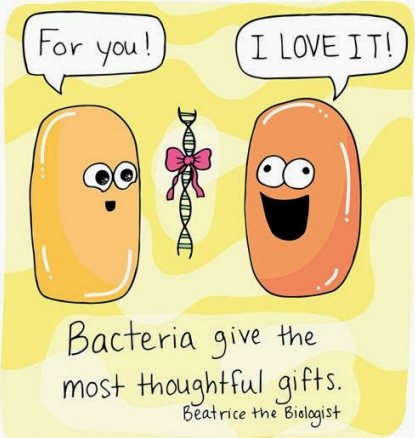 For you!
I LOVE IT!
Bacteria give the
most thoughtful gifts.
Beatrice the Biologist